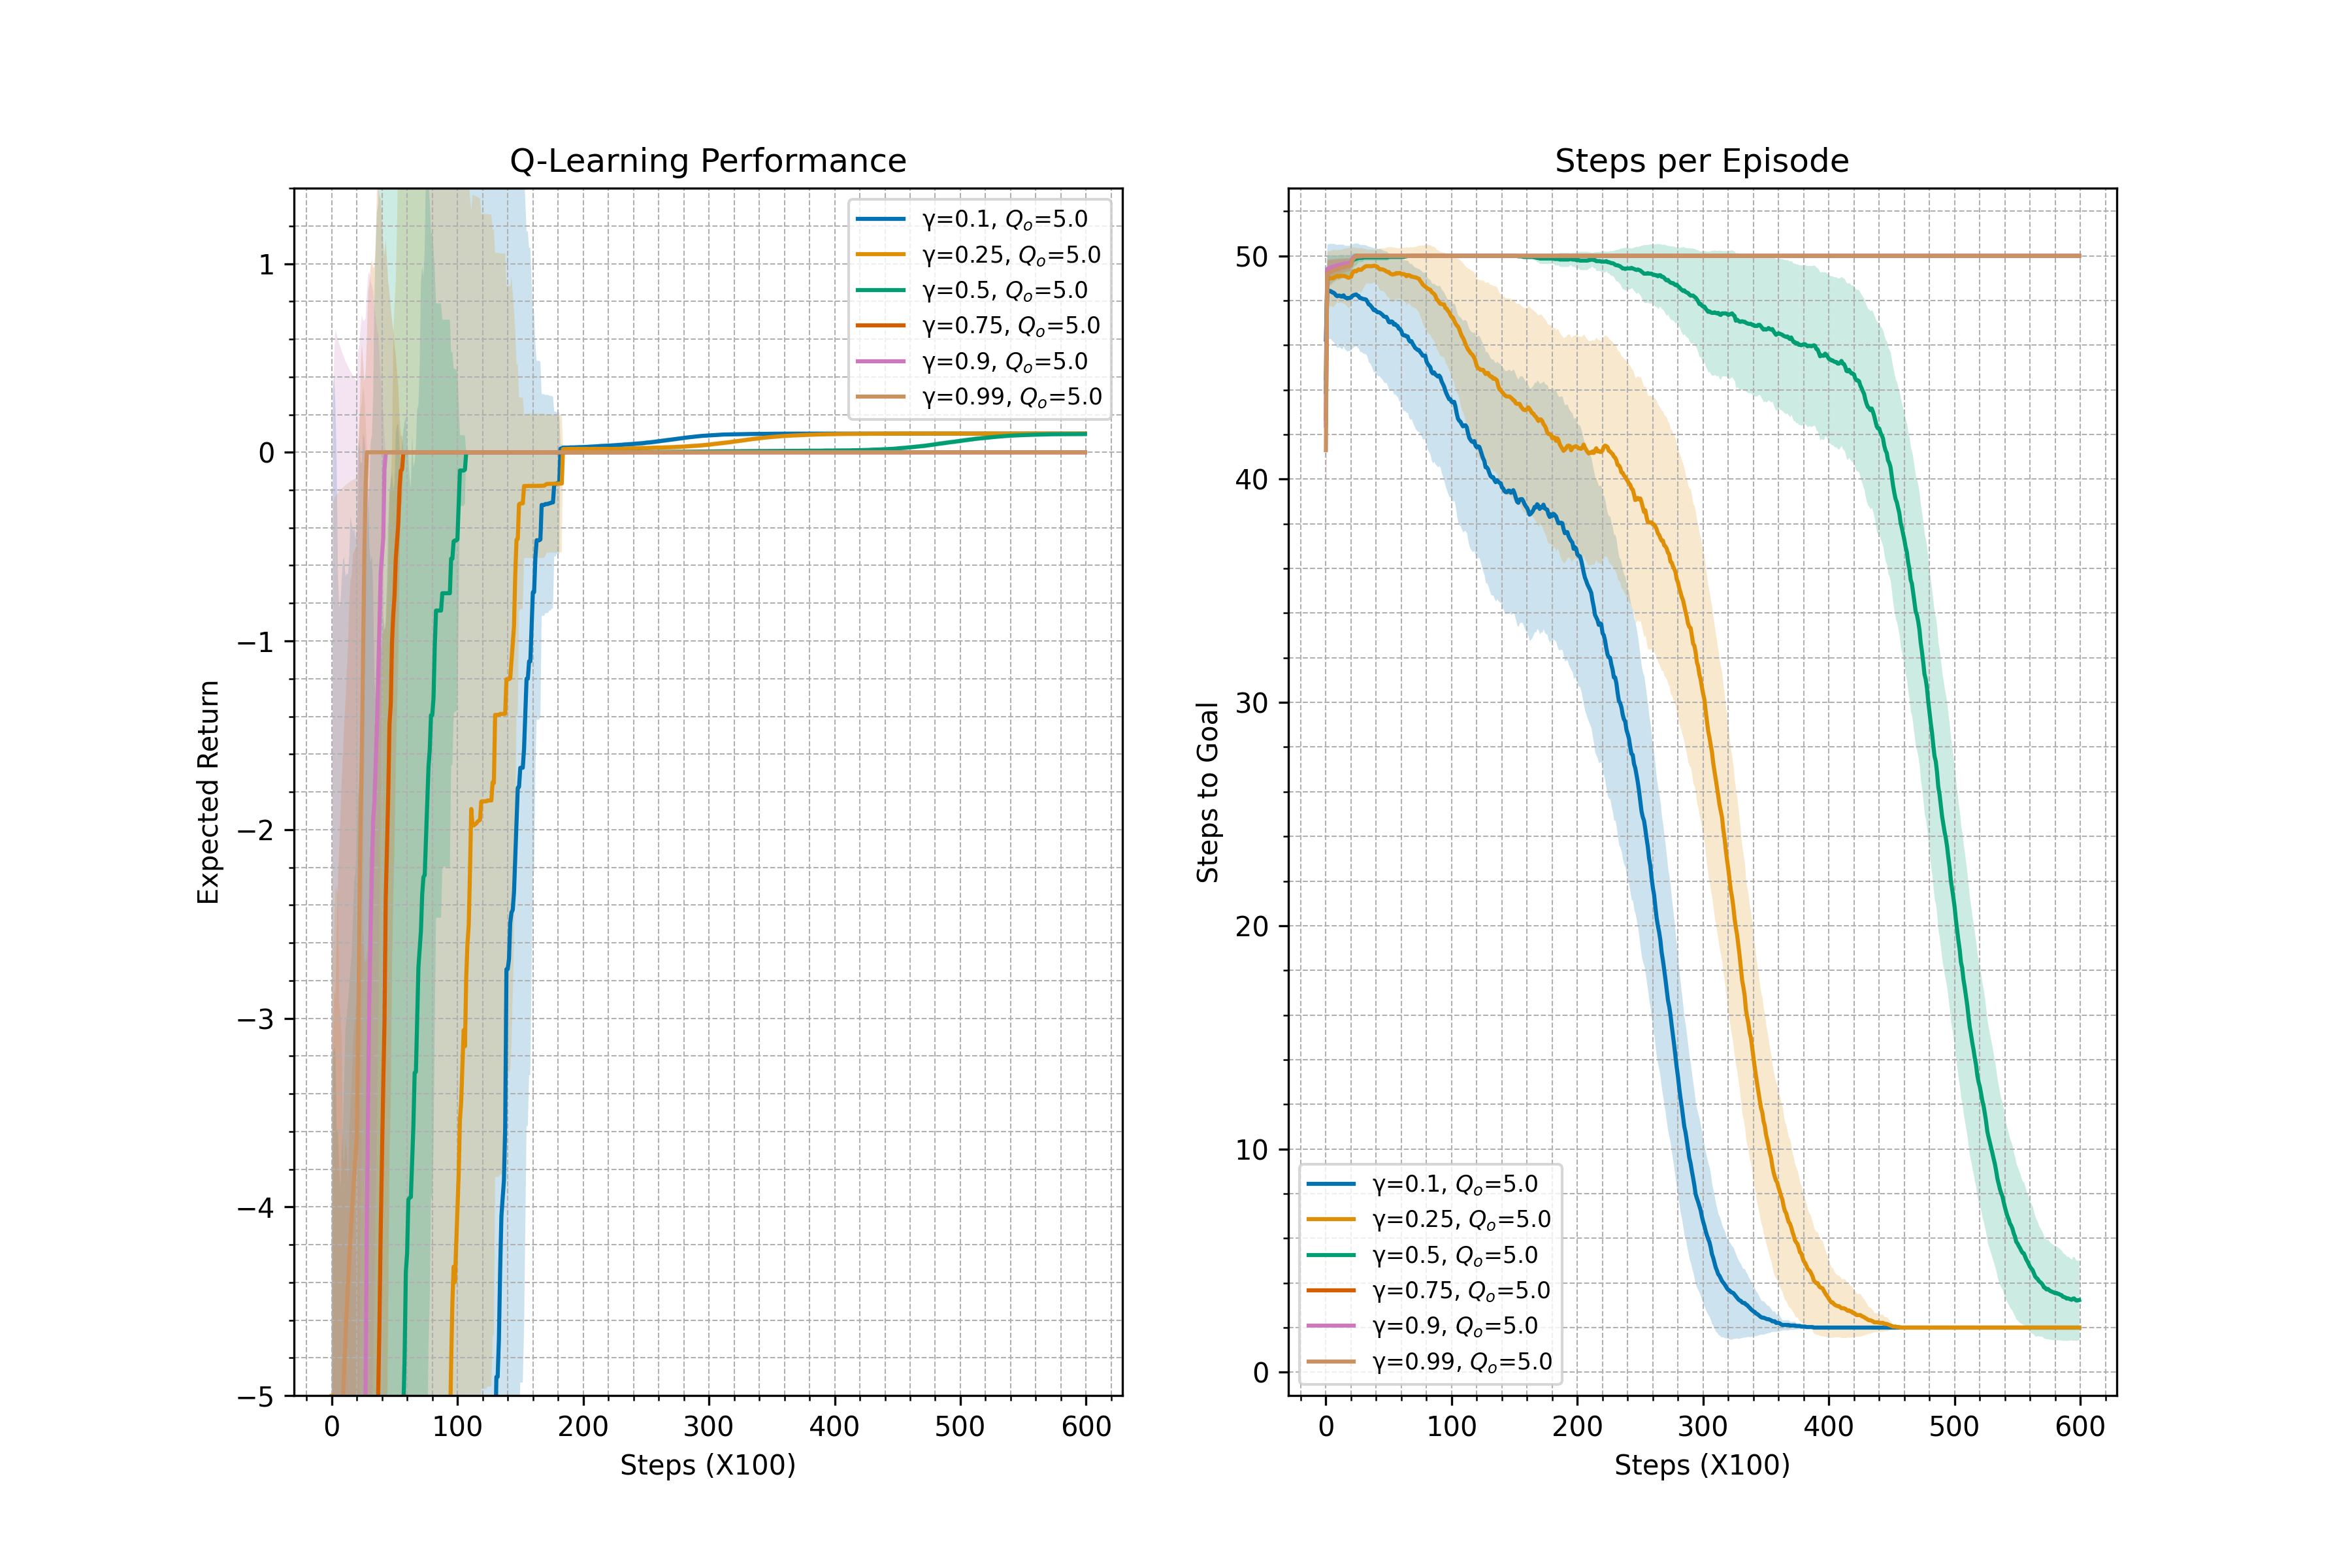 Q-Learning Performance
Expected Return
1
0
−1
−2
−3
−4
−5
γ=0.1, Qₒ=5.0
γ=0.25, Qₒ=5.0
γ=0.5, Qₒ=5.0
γ=0.75, Qₒ=5.0
γ=0.9, Qₒ=5.0
γ=0.99, Qₒ=5.0
0 100 200 300 400 500 600
Steps (X100)
Steps per Episode
Steps to Goal
50
40
30
20
10
0
γ=0.1, Qₒ=5.0
γ=0.25, Qₒ=5.0
γ=0.5, Qₒ=5.0
γ=0.75, Qₒ=5.0
γ=0.9, Qₒ=5.0
γ=0.99, Qₒ=5.0
0 100 200 300 400 500 600
Steps (X100)